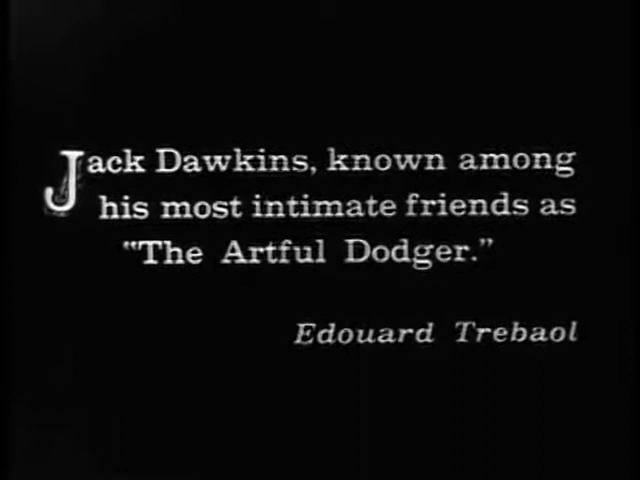 Jack Dawkins, known among
his most intimate friends as
"The Artful Dodger."
Edouard Trebaol